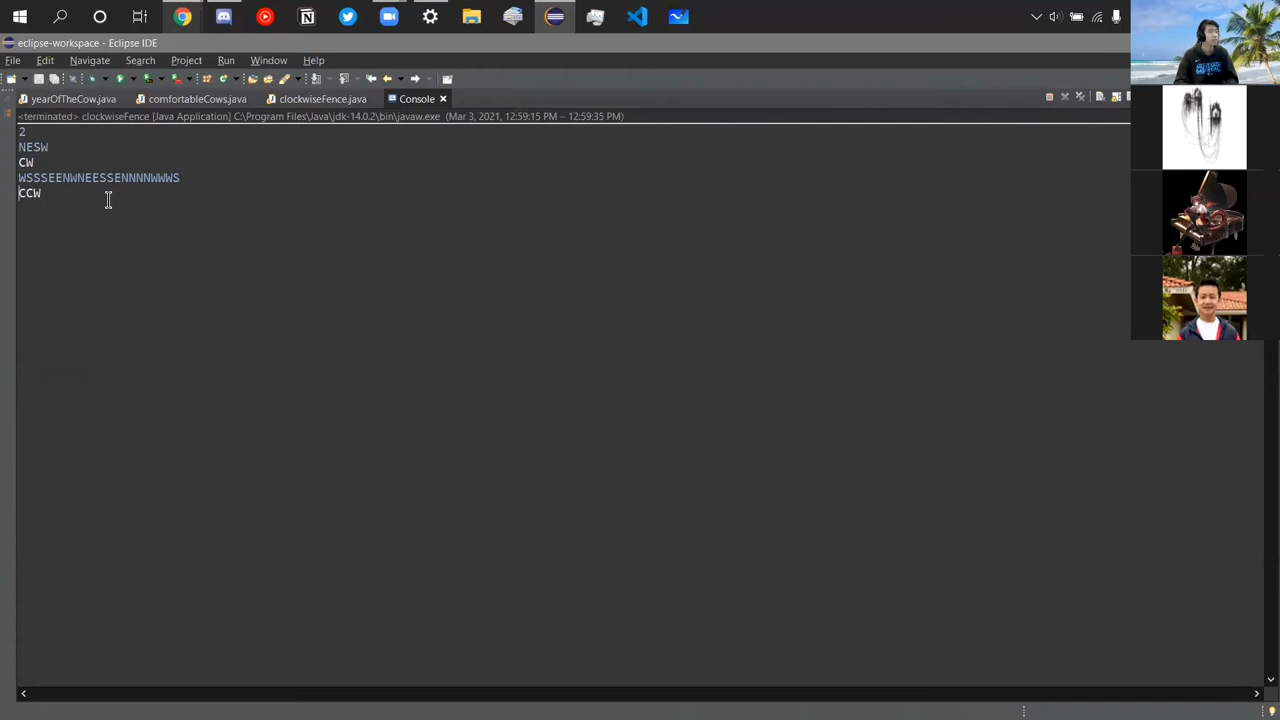 eclipse-workspace - Eclipse IDE
File Edit Navigate Search Project Run Window Help
yearOfTheCow.java comfortableCows.java clockwiseFence.java Console
<terminated> clockwiseFence [Java Application] C:\Program Files\Java\jdk-14.0.2\bin\javaw.exe (Mar 3, 2021, 12:59:15 PM – 12:59:35 PM)
2
NESW
CW
WSSSEENWNEESSENNNNWWWS
CCW